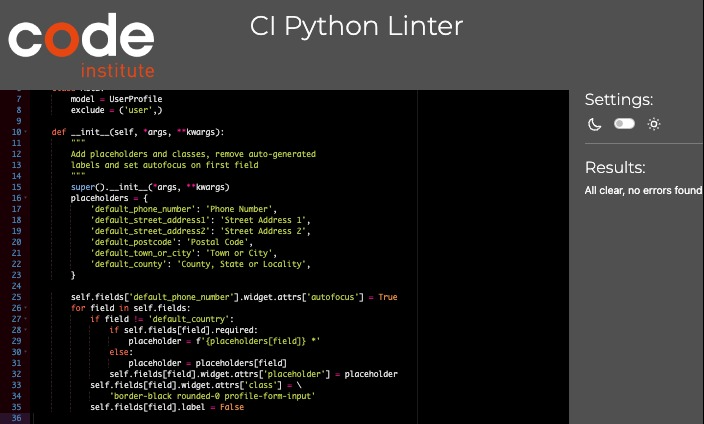 code
institute
CI Python Linter
7 model = UserProfile
8 exclude = ('user',)
9
10 def __init__(self, *args, **kwargs):
11 """
12 Add placeholders and classes, remove auto-generated
13 labels and set autofocus on first field
14 """
15 super().__init__(*args, **kwargs)
16 placeholders = {
17 'default_phone_number': 'Phone Number',
18 'default_street_address1': 'Street Address 1',
19 'default_street_address2': 'Street Address 2',
20 'default_postcode': 'Postal Code',
21 'default_town_or_city': 'Town or City',
22 'default_county': 'County, State or Locality',
23 }
24
25 self.fields['default_phone_number'].widget.attrs['autofocus'] = True
26 for field in self.fields:
27 if field != 'default_country':
28 if self.fields[field].required:
29 placeholder = f'{placeholders[field]} *'
30 else:
31 placeholder = placeholders[field]
32 self.fields[field].widget.attrs['placeholder'] = placeholder
33 self.fields[field].widget.attrs['class'] = \
34 'border-black rounded-0 profile-form-input'
35 self.fields[field].label = False
36
Settings:
Results:
All clear, no errors found